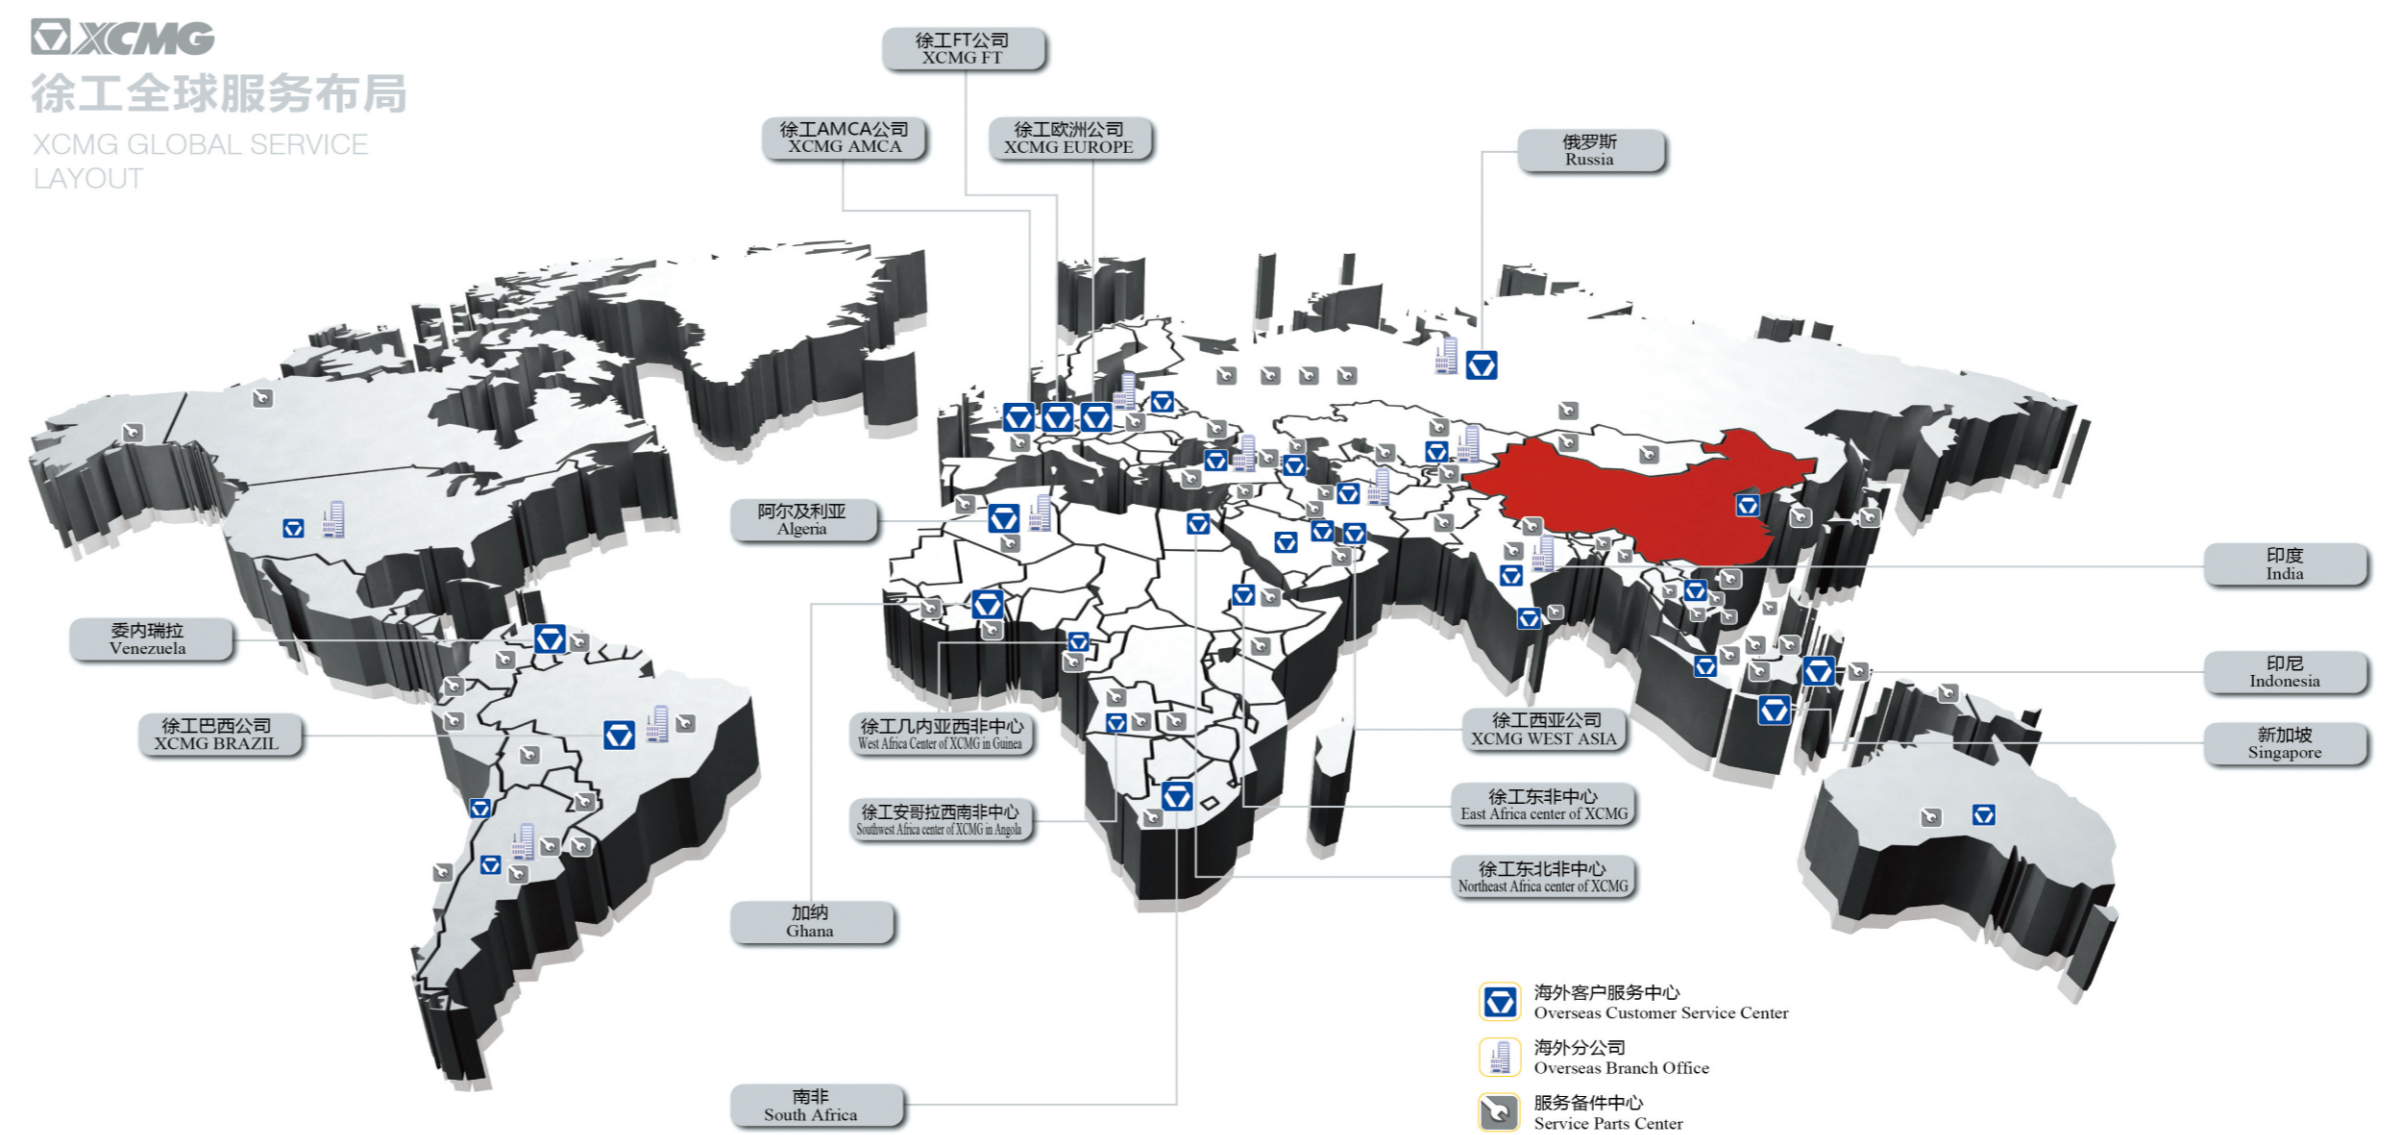 XCMG
徐工全球服务布局
XCMG GLOBAL SERVICE
LAYOUT
徐工FT公司
XCMG FT
徐工AMCA公司
XCMG AMCA
徐工欧洲公司
XCMG EUROPE
俄罗斯
Russia
阿尔及利亚
Algeria
印度
India
委内瑞拉
Venezuela
印尼
Indonesia
徐工巴西公司
XCMG BRAZIL
徐工几内亚西非中心
West Africa Center of XCMG in Guinea
徐工西亚公司
XCMG WEST ASIA
新加坡
Singapore
徐工安哥拉西南非中心
Southwest Africa center of XCMG in Angola
徐工东非中心
East Africa center of XCMG
徐工东北非中心
Northeast Africa center of XCMG
加纳
Ghana
南非
South Africa
海外客户服务中心
Overseas Customer Service Center
海外分公司
Overseas Branch Office
服务备件中心
Service Parts Center